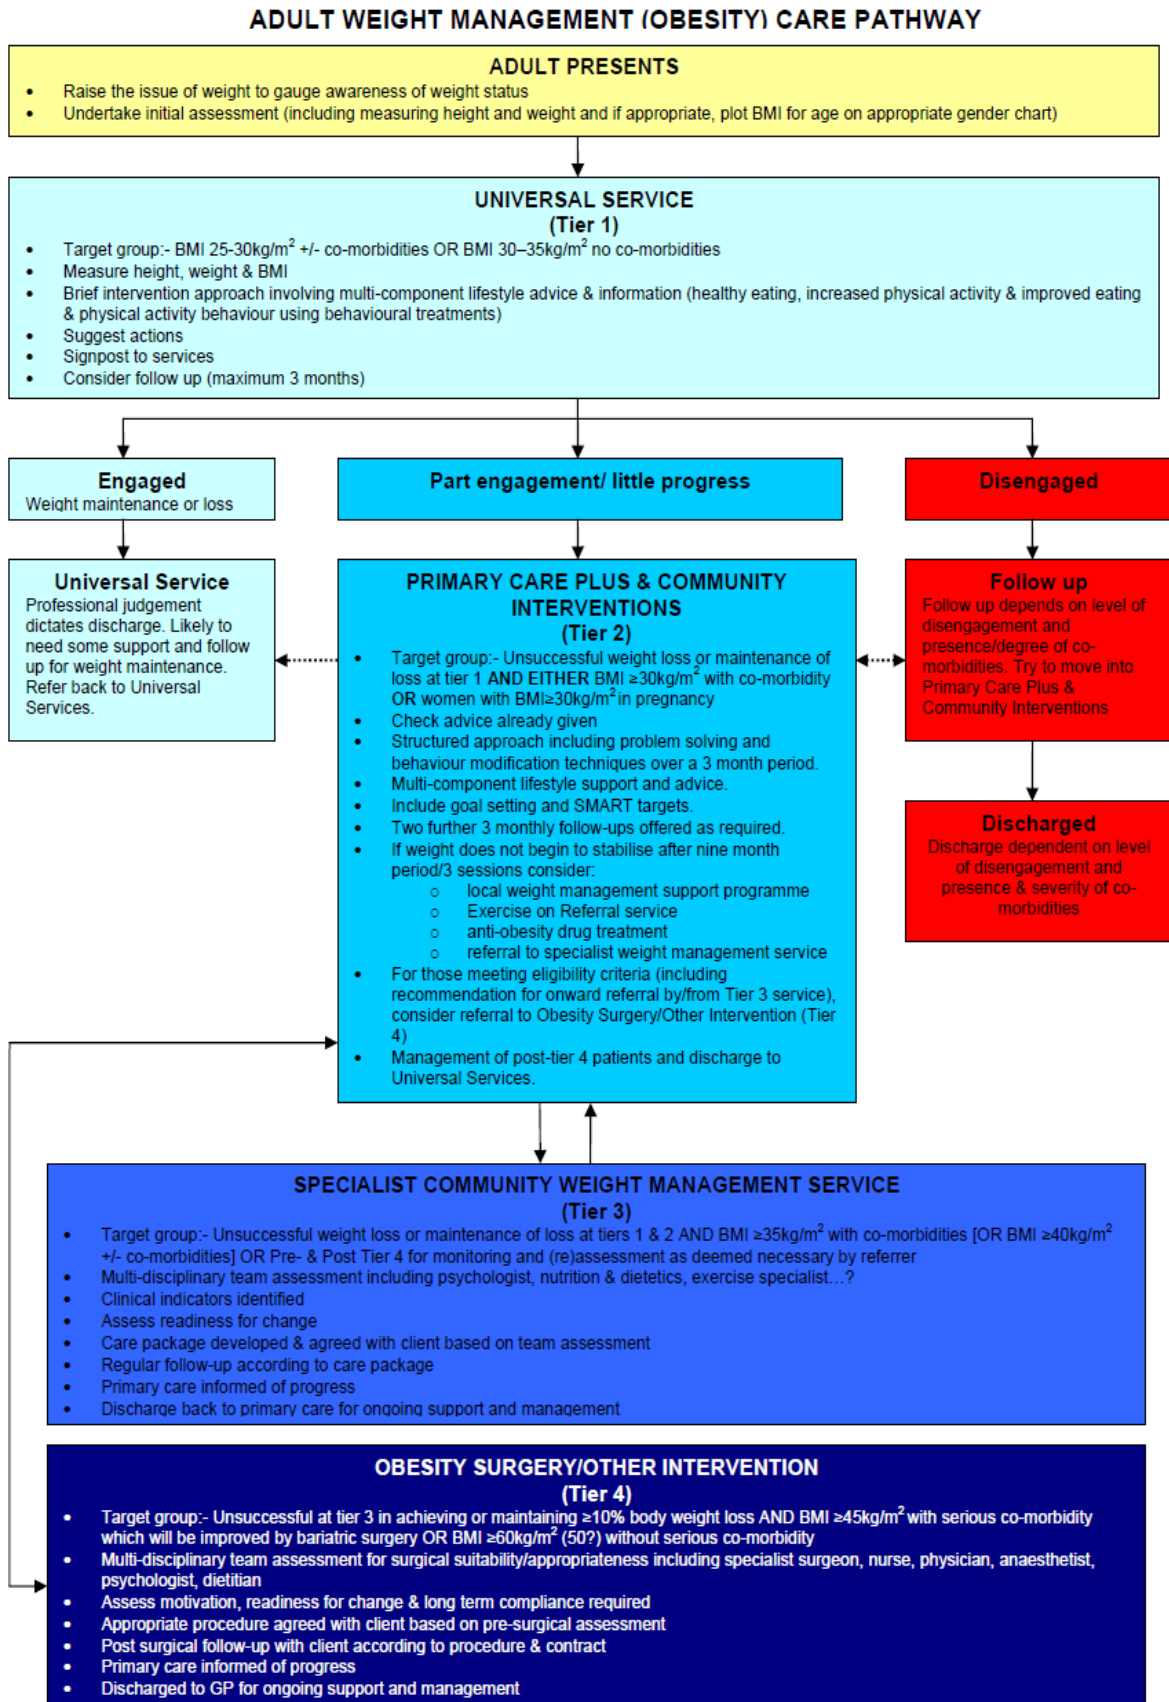 ADULT WEIGHT MANAGEMENT (OBESITY) CARE PATHWAY
ADULT PRESENTS
• Raise the issue of weight to gauge awareness of weight status
• Undertake initial assessment (including measuring height and weight and if appropriate, plot BMI for age on appropriate gender chart)
UNIVERSAL SERVICE
(Tier 1)
• Target group:- BMI 25-30kg/m² +/- co-morbidities OR BMI 30–35kg/m² no co-morbidities
• Measure height, weight & BMI
• Brief intervention approach involving multi-component lifestyle advice & information (healthy eating, increased physical activity & improved eating
& physical activity behaviour using behavioural treatments)
• Suggest actions
• Signpost to services
• Consider follow up (maximum 3 months)
Engaged
Weight maintenance or loss
Part engagement/ little progress
Disengaged
Universal Service
Professional judgement
dictates discharge. Likely to
need some support and follow
up for weight maintenance.
Refer back to Universal
Services.
PRIMARY CARE PLUS & COMMUNITY
INTERVENTIONS
(Tier 2)
• Target group:- Unsuccessful weight loss or maintenance of
loss at tier 1 AND EITHER BMI ≥30kg/m² with co-morbidity
OR women with BMI≥30kg/m² in pregnancy
• Check advice already given
• Structured approach including problem solving and
behaviour modification techniques over a 3 month period.
• Multi-component lifestyle support and advice.
• Include goal setting and SMART targets.
• Two further 3 monthly follow-ups offered as required.
• If weight does not begin to stabilise after nine month
period/3 sessions consider:
o local weight management support programme
o Exercise on Referral service
o anti-obesity drug treatment
o referral to specialist weight management service
• For those meeting eligibility criteria (including
recommendation for onward referral by/from Tier 3 service),
consider referral to Obesity Surgery/Other Intervention (Tier
4)
• Management of post-tier 4 patients and discharge to
Universal Services.
Follow up
Follow up depends on level of
disengagement and
presence/degree of co-
morbidities. Try to move into
Primary Care Plus &
Community Interventions
Discharged
Discharge dependent on level
of disengagement and
presence & severity of co-
morbidities
SPECIALIST COMMUNITY WEIGHT MANAGEMENT SERVICE
(Tier 3)
• Target group:- Unsuccessful weight loss or maintenance of loss at tiers 1 & 2 AND BMI ≥35kg/m² with co-morbidities [OR BMI ≥40kg/m²
+/- co-morbidities] OR Pre- & Post Tier 4 for monitoring and (re)assessment as deemed necessary by referrer
• Multi-disciplinary team assessment including psychologist, nutrition & dietetics, exercise specialist…?
• Clinical indicators identified
• Assess readiness for change
• Care package developed & agreed with client based on team assessment
• Regular follow-up according to care package
• Primary care informed of progress
• Discharge back to primary care for ongoing support and management
OBESITY SURGERY/OTHER INTERVENTION
(Tier 4)
• Target group:- Unsuccessful at tier 3 in achieving or maintaining ≥10% body weight loss AND BMI ≥45kg/m² with serious co-morbidity
which will be improved by bariatric surgery OR BMI ≥60kg/m² (50?) without serious co-morbidity
• Multi-disciplinary team assessment for surgical suitability/appropriateness including specialist surgeon, nurse, physician, anaesthetist,
psychologist, dietitian
• Assess motivation, readiness for change & long term compliance required
• Appropriate procedure agreed with client based on pre-surgical assessment
• Post surgical follow-up with client according to procedure & contract
• Primary care informed of progress
• Discharged to GP for ongoing support and management